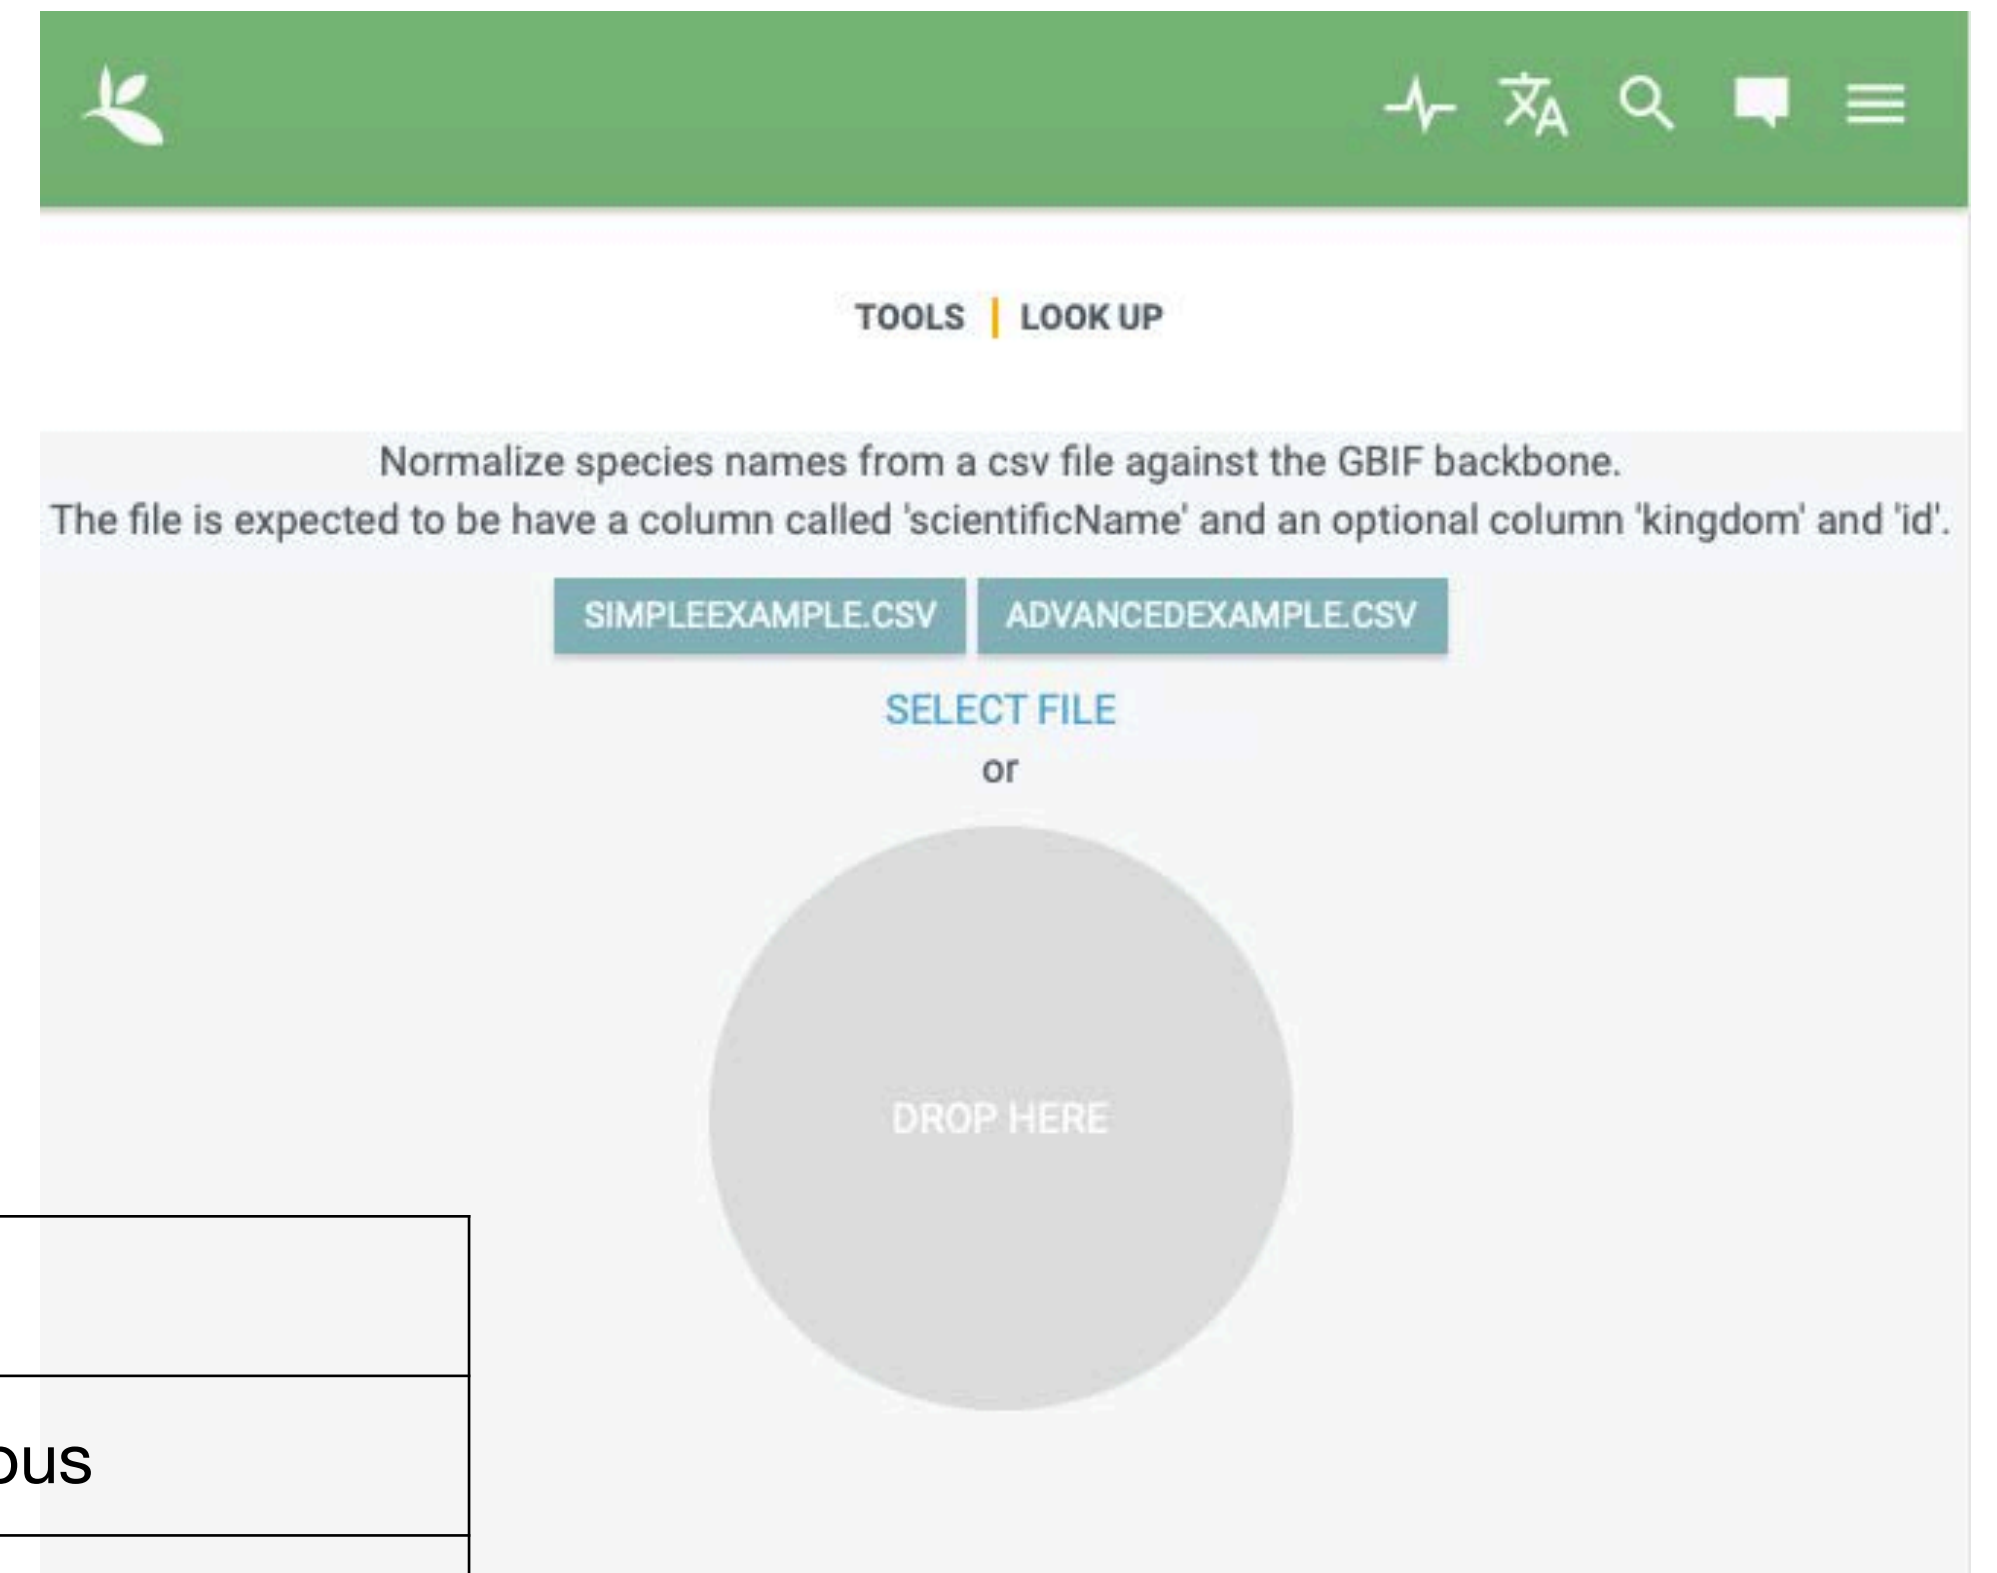 TOOLS | LOOK UP
Normalize species names from a csv file against the GBIF backbone.
The file is expected to be have a column called 'scientificName' and an optional column 'kingdom' and 'id'.
SIMPLEEXAMPLE.CSV ADVANCEDEXAMPLE.CSV
SELECT FILE
or
DROP HERE